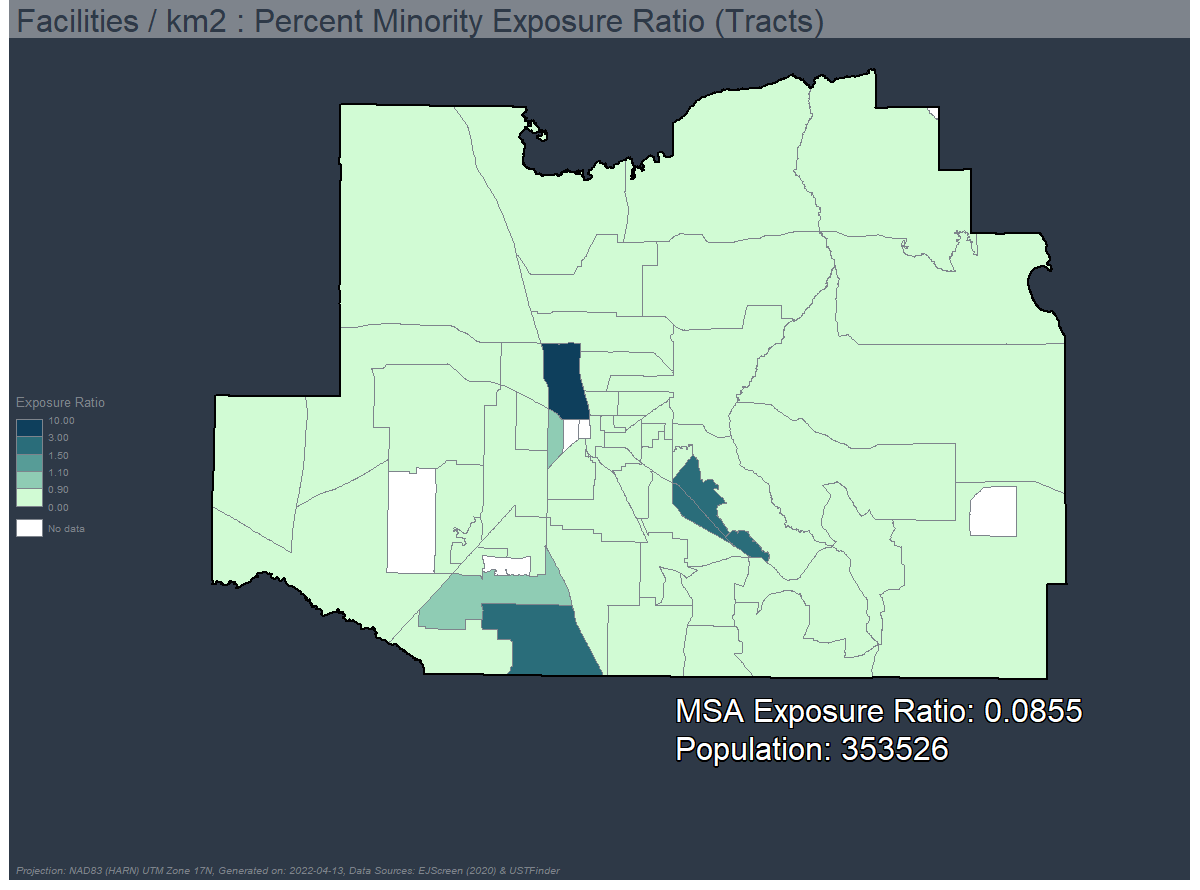 Facilities / km2 : Percent Minority Exposure Ratio (Tracts)
Exposure Ratio
10.00
3.00
1.50
1.10
0.90
0.00
No data
MSA Exposure Ratio: 0.0855
Population: 353526
Projection: NAD83 (HARN) UTM Zone 17N, Generated on: 2022-04-13, Data Sources: EJScreen (2020) & USTFinder